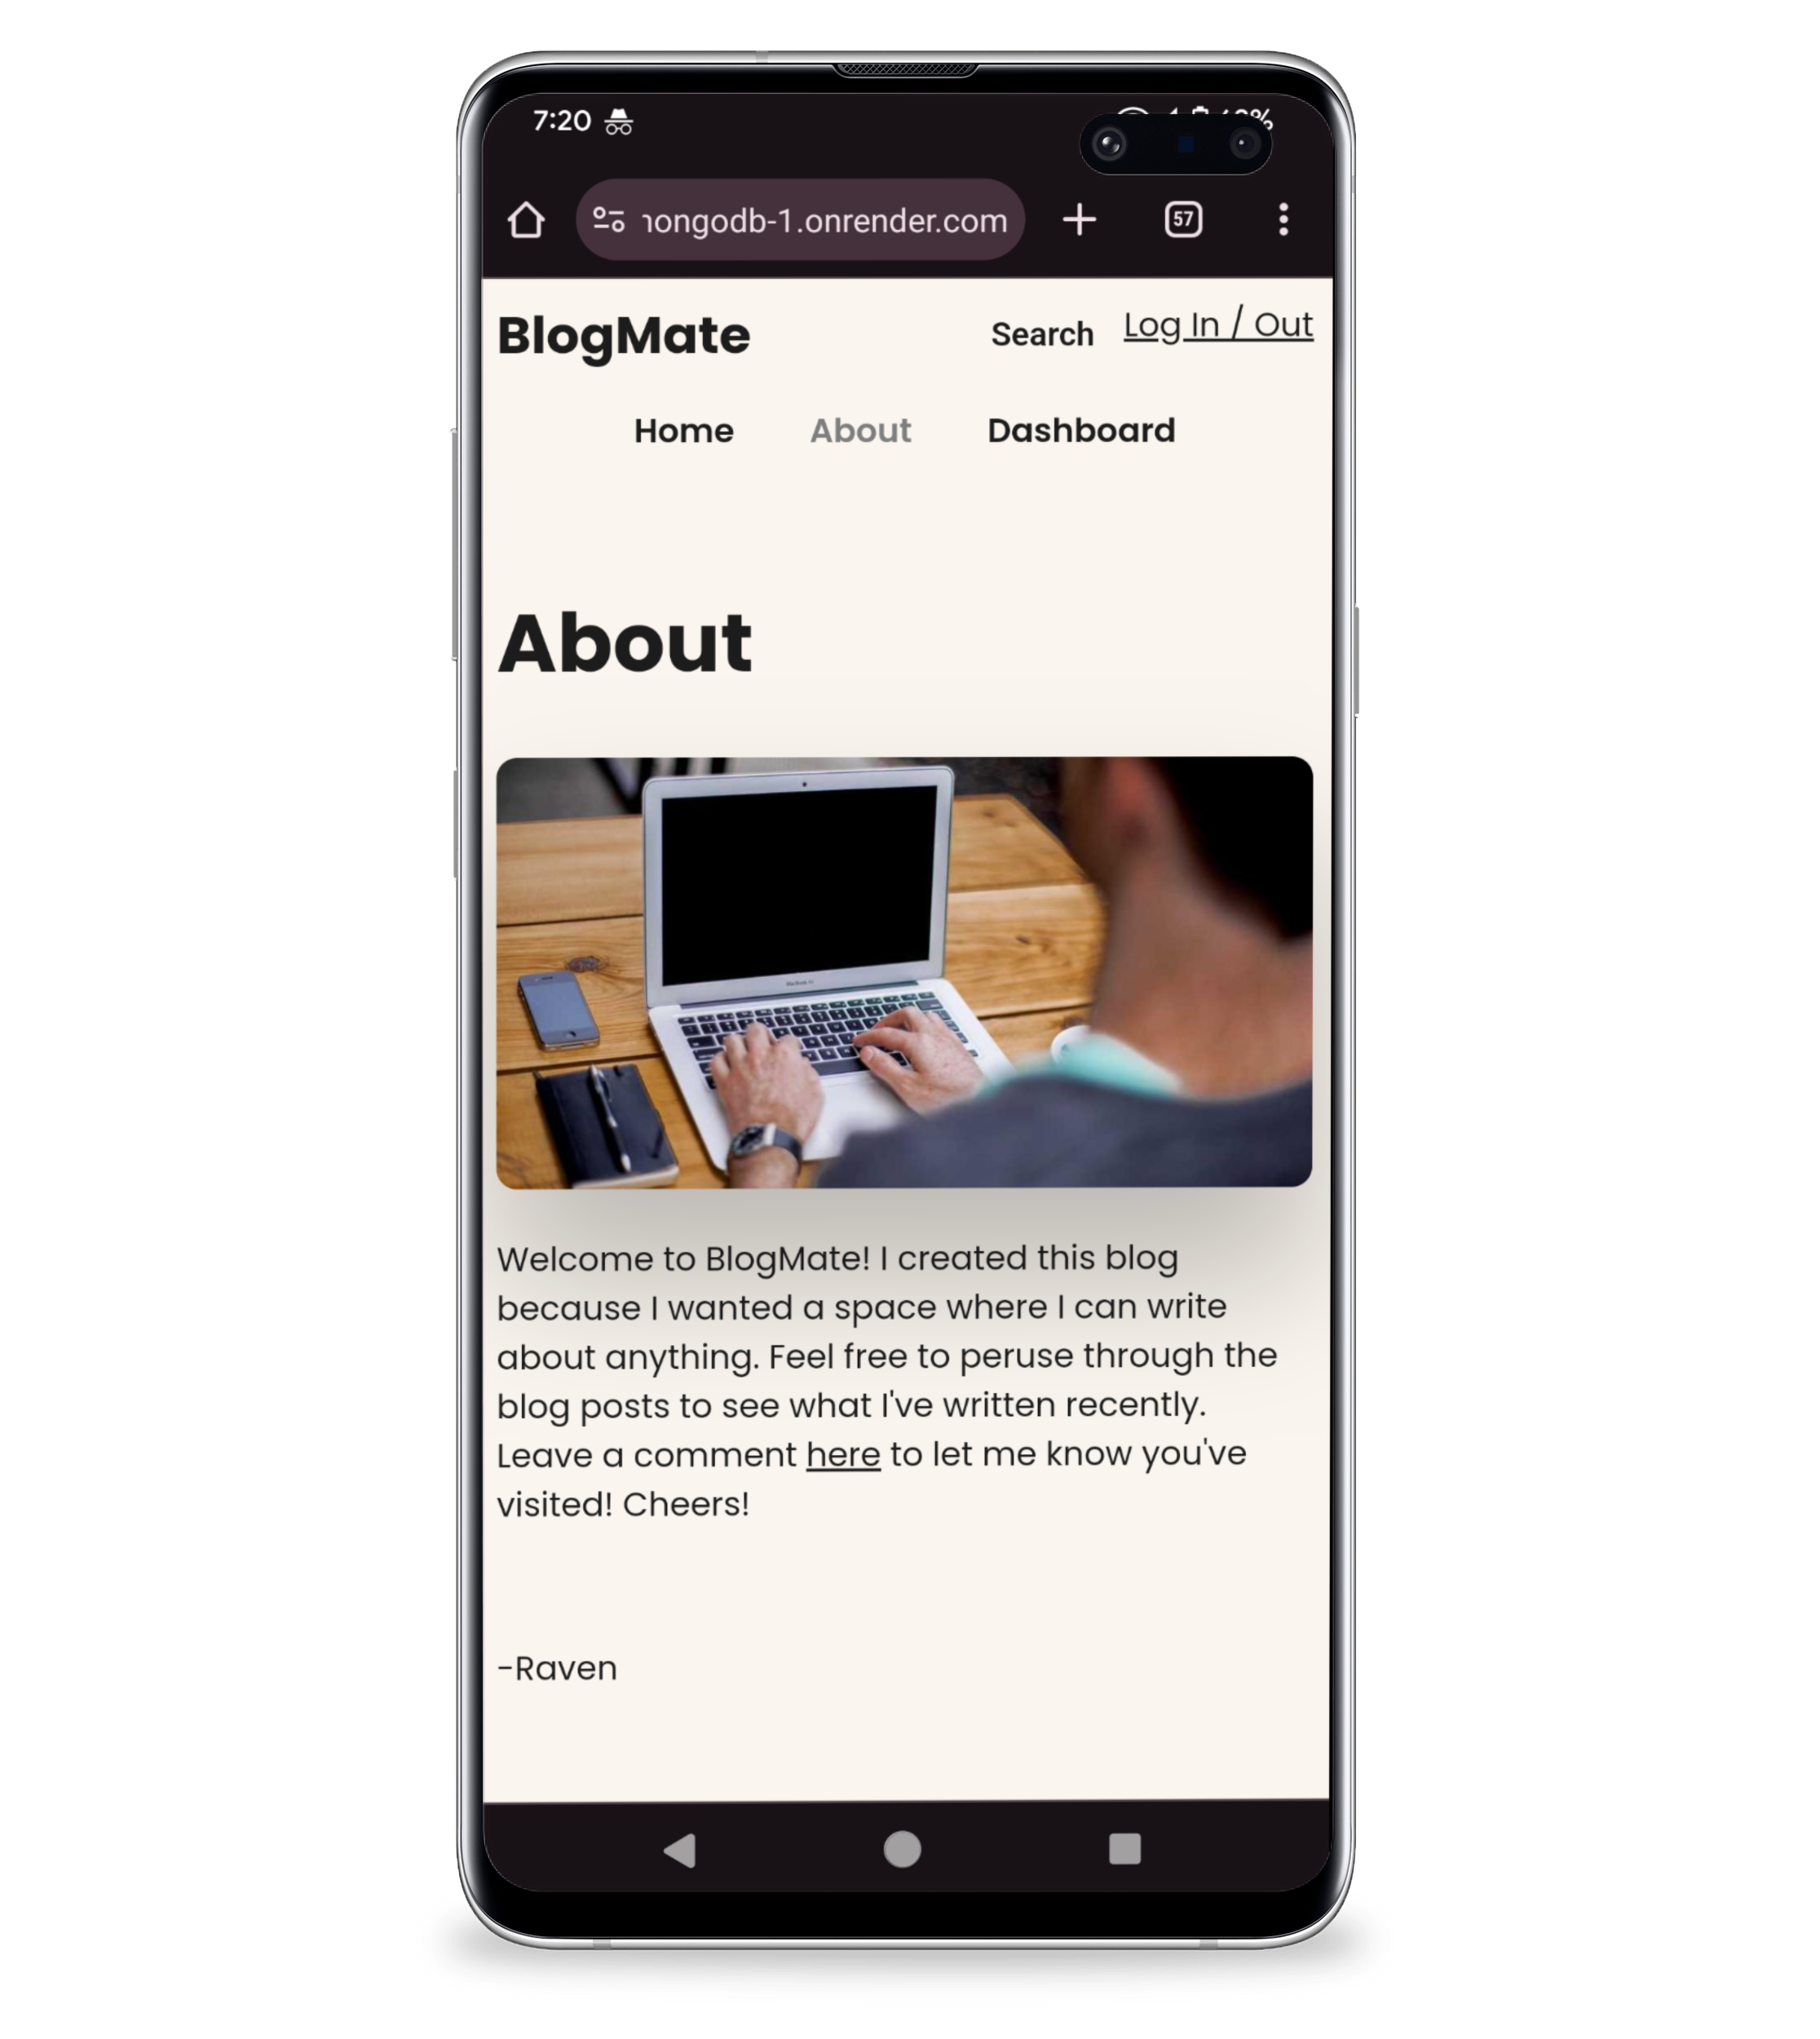 7:20
ongodb-1.onrender.com
57
BlogMate
Search
Log In / Out
Home About Dashboard
About
Welcome to BlogMate! I created this blog
because I wanted a space where I can write
about anything. Feel free to peruse through the
blog posts to see what I've written recently.
Leave a comment here to let me know you've
visited! Cheers!
-Raven